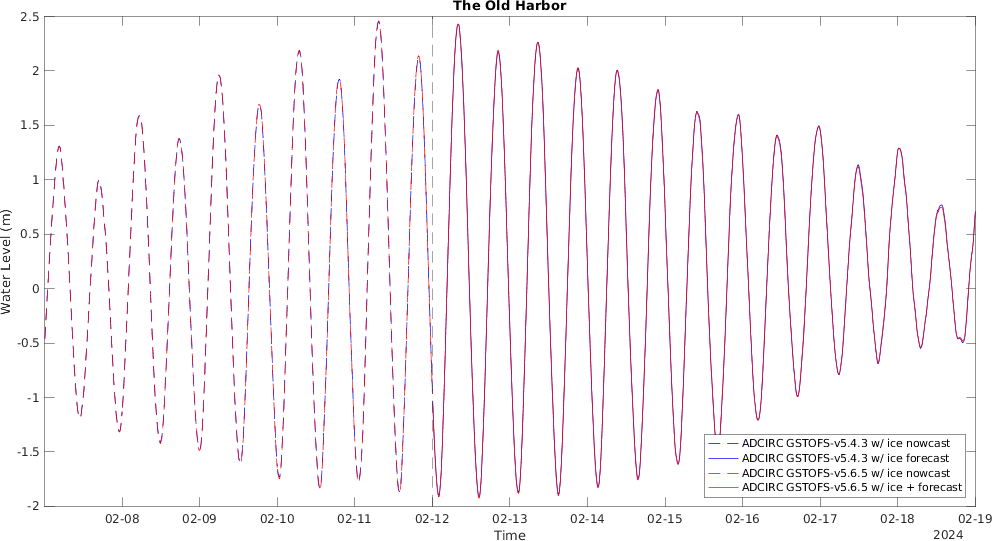 The Old Harbor
2.5
2
1.5
1
0.5
0
-0.5
-1
-1.5
-2
Water Level (m)
ADCIRC GSTOFS-v5.4.3 w/ ice nowcast
ADCIRC GSTOFS-v5.4.3 w/ ice forecast
ADCIRC GSTOFS-v5.6.5 w/ ice nowcast
ADCIRC GSTOFS-v5.6.5 w/ ice + forecast
02-08 02-09 02-10 02-11 02-12 02-13 02-14 02-15 02-16 02-17 02-18 02-19
Time
2024